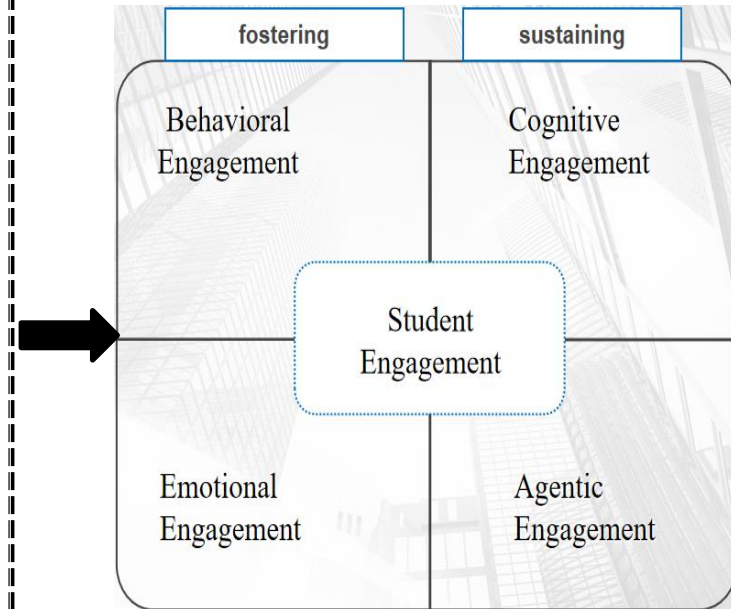 fostering
sustaining
Behavioral
Engagement
Cognitive
Engagement
Student
Engagement
Emotional
Engagement
Agentic
Engagement